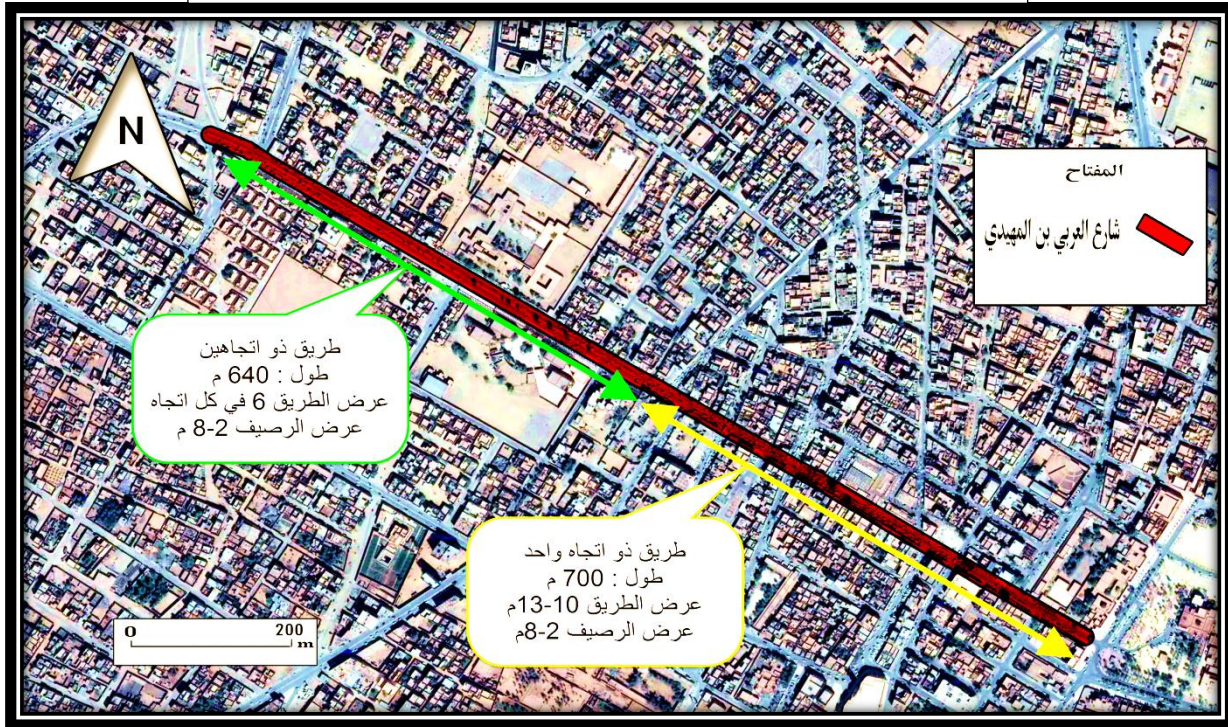 N
المفتاح
شارع العربي بن المهيدي
طريق ذو اتجاهين
طول : 640 م
عرض الطريق 6 في كل اتجاه
عرض الرصيف 2-8 م
طريق ذو اتجاه واحد
طول : 700 م
عرض الطريق 10-13م
عرض الرصيف 2-8م
0 200
m